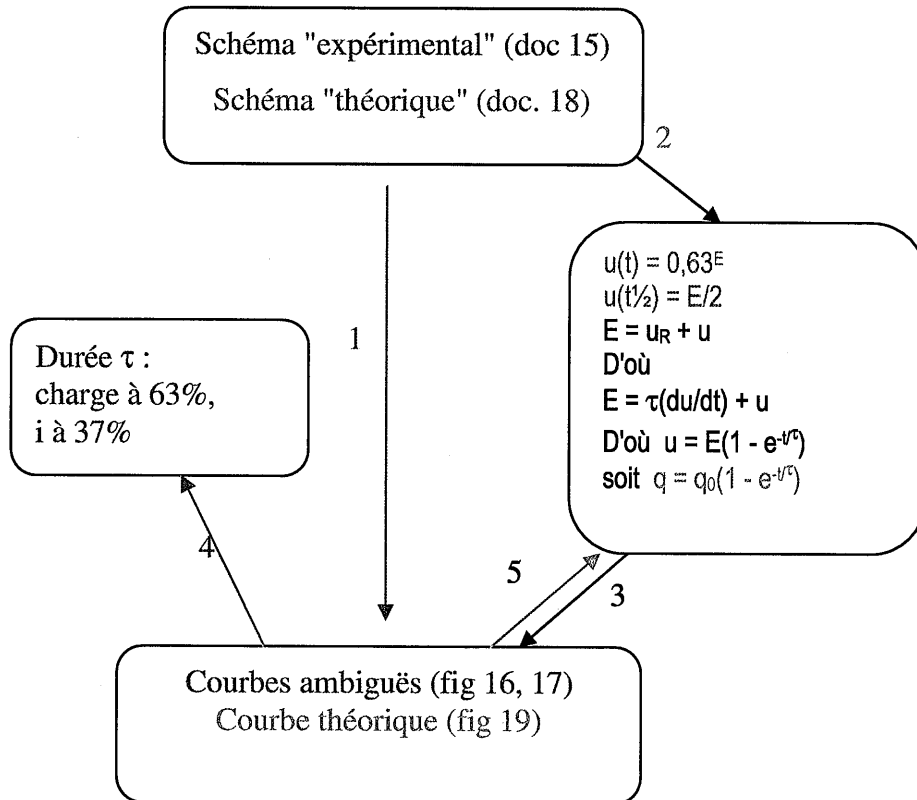 Schéma "expérimental" (doc 15)
Schéma "théorique" (doc. 18)
2
u(t) = 0,63ᴱ
u(t½) = E/2
E = uR + u
D'où
E = τ(du/dt) + u
D'où u = E(1 - e-t/τ)
soit q = q₀(1 - e-t/τ)
1
Durée τ :
charge à 63%,
i à 37%
4
5
3
Courbes ambiguës (fig 16, 17)
Courbe théorique (fig 19)